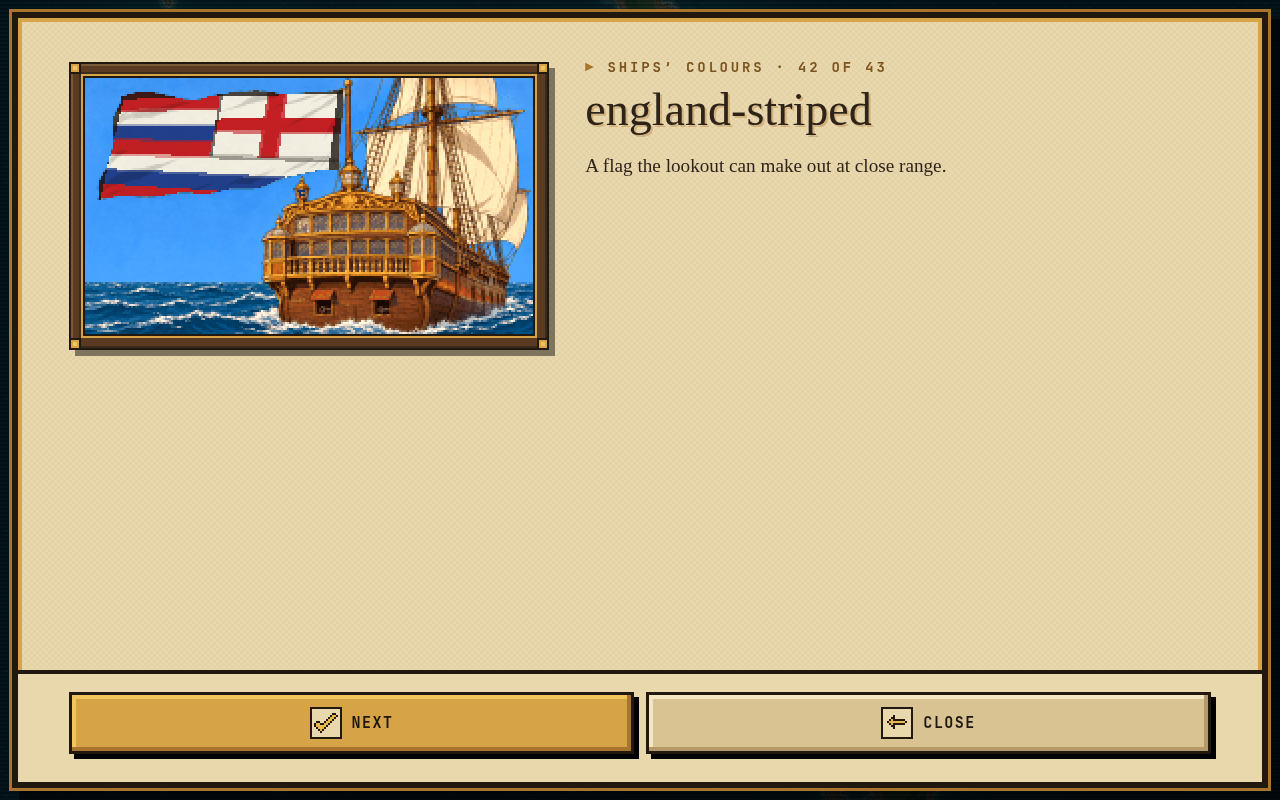 ► SHIPS’ COLOURS · 42 OF 43
england-striped
A flag the lookout can make out at close range.
NEXT
CLOSE